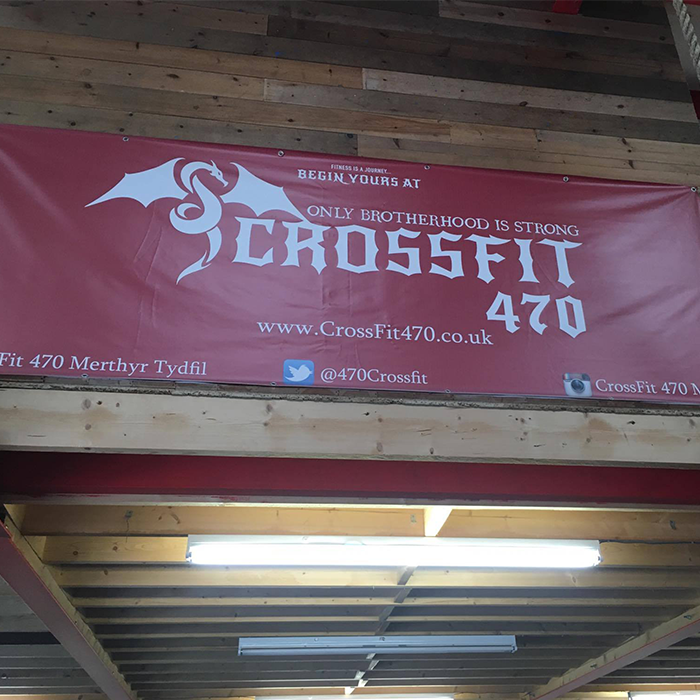 FITNESS IS A JOURNEY...
BEGIN YOURS AT
ONLY BROTHERHOOD IS STRONG
CROSSFIT
470
www.CrossFit470.co.uk
Fit 470 Merthyr Tydfil
@470Crossfit
CrossFit 470 M